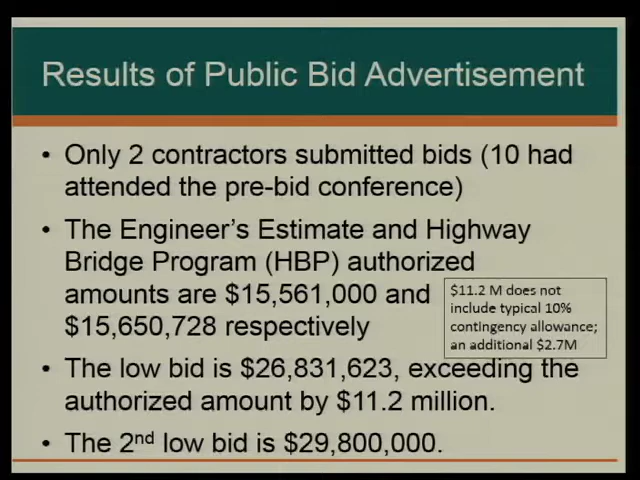 Results of Public Bid Advertisement
• Only 2 contractors submitted bids (10 had
attended the pre-bid conference)
• The Engineer's Estimate and Highway
Bridge Program (HBP) authorized
amounts are $15,561,000 and
$15,650,728 respectively
$11.2 M does not
include typical 10%
contingency allowance;
an additional $2.7M
• The low bid is $26,831,623, exceeding the
authorized amount by $11.2 million.
• The 2nd low bid is $29,800,000.